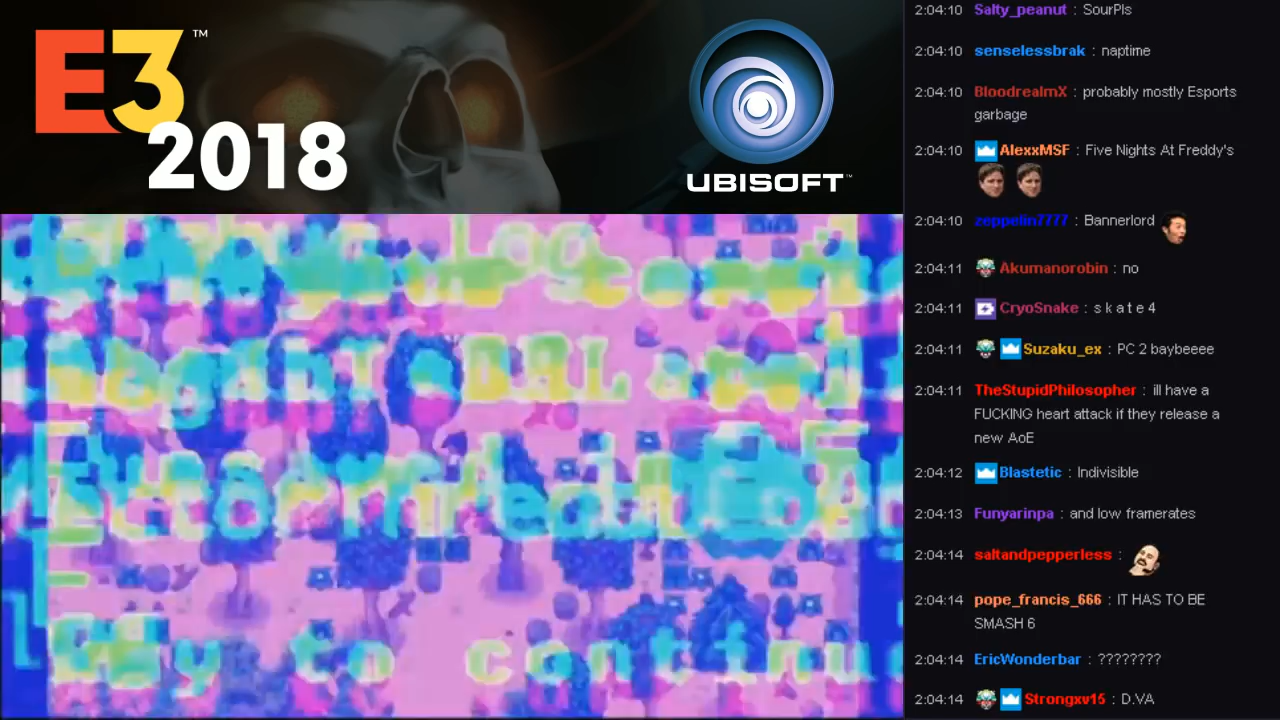 E3™
2018
UBISOFT™
to continu
2:04:10 Salty_peanut : SourPls
2:04:10 senselessbrak : naptime
2:04:10 BloodrealmX : probably mostly Esports
garbage
2:04:10 AlexxMSF : Five Nights At Freddy's
2:04:10 zeppelin7777 : Bannerlord
2:04:11 Akumanorobin : no
2:04:11 CryoSnake : s k a t e 4
2:04:11 Suzaku_ex : PC 2 baybeeee
2:04:11 TheStupidPhilosopher : ill have a
FUCKING heart attack if they release a
new AoE
2:04:12 Blastetic : Indivisible
2:04:13 Funyarinpa : and low framerates
2:04:14 saltandpepperless :
2:04:14 pope_francis_666 : IT HAS TO BE
SMASH 6
2:04:14 EricWonderbar : ????????
2:04:14 Strongxv15 : D.VA